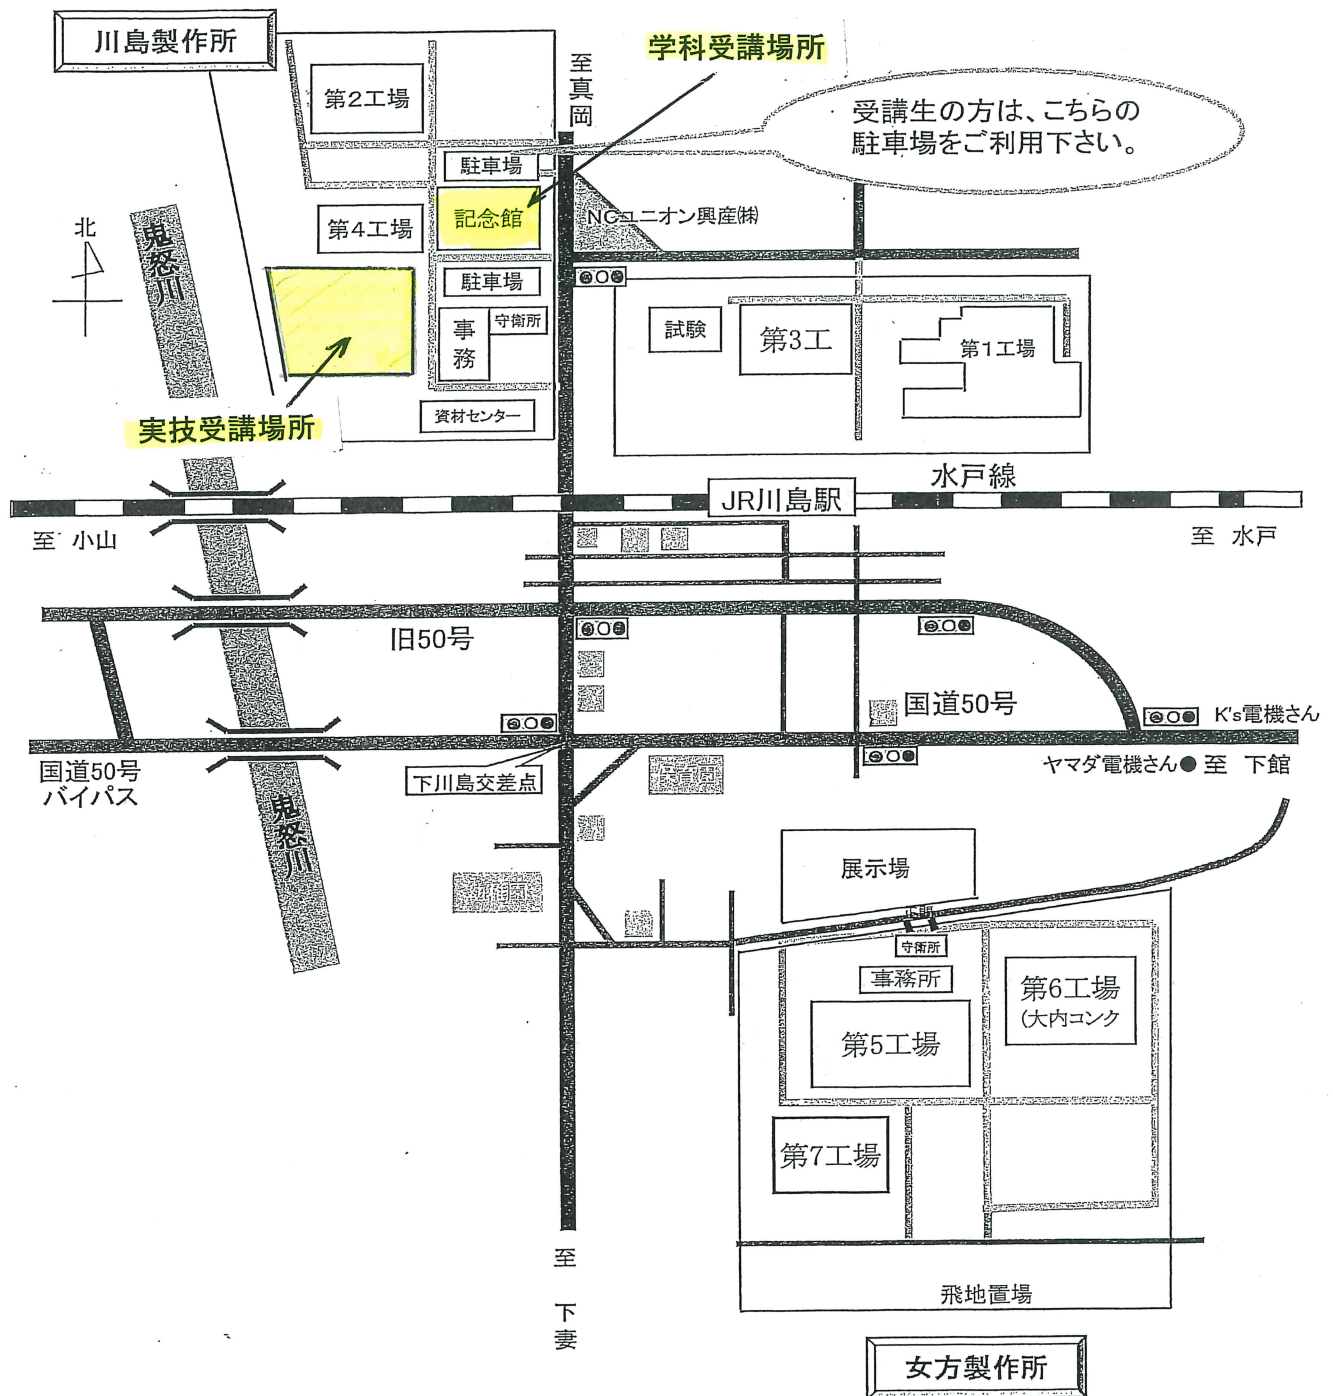 川島製作所
学科受講場所
至真岡
受講生の方は、こちらの
駐車場をご利用下さい。
第2工場
駐車場
記念館
第4工場
NCユニオン興産㈱
北
鬼怒川
駐車場
守衛所
事務
試験
第3工
第1工場
資材センター
実技受講場所
水戸線
JR川島駅
至 小山
至 水戸
旧50号
国道50号
K's電機さん
国道50号
バイパス
下川島交差点
保育園
ヤマダ電機さん●至 下館
鬼怒川
展示場
守衛所
事務所
第6工場
(大内コンク
第5工場
第7工場
至 下妻
飛地置場
女方製作所